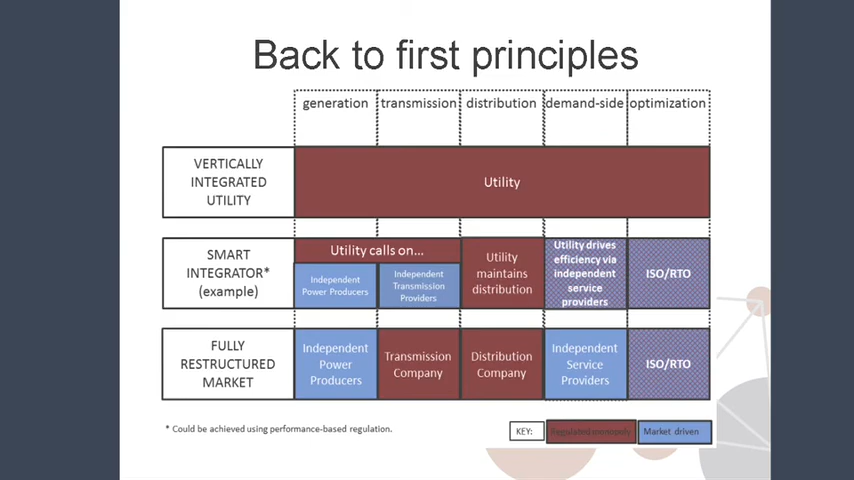 Back to first principles
generation transmission distribution demand-side optimization
VERTICALLY
INTEGRATED
UTILITY
Utility
SMART
INTEGRATOR*
(example)
Utility calls on...
Independent
Power Producers
Independent
Transmission
Providers
Utility
maintains
distribution
Utility drives
efficiency via
independent
service
providers
ISO/RTO
FULLY
RESTRUCTURED
MARKET
Independent
Power
Producers
Transmission
Company
Distribution
Company
Independent
Service
Providers
ISO/RTO
* Could be achieved using performance-based regulation.
KEY: Regulated monopoly Market driven